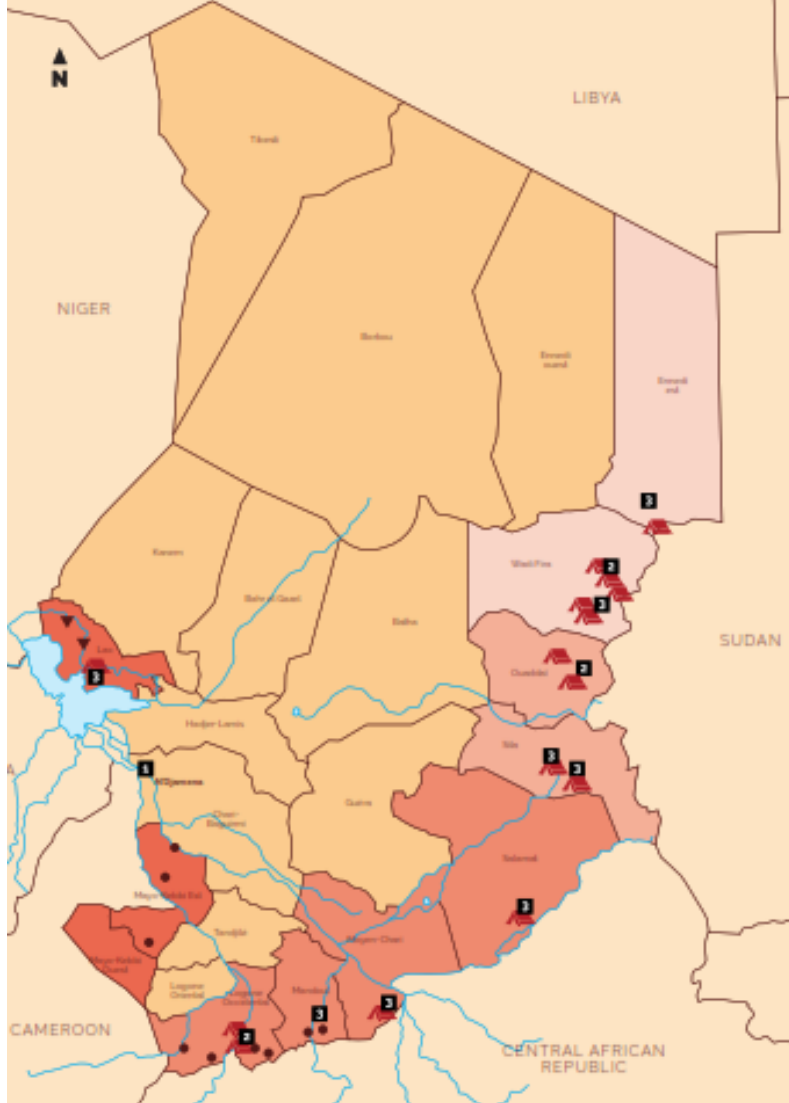 N
LIBYA
Tibesti
NIGER
Borkou
Ennedi
ouest
Ennedi
est
3
Kanem
Bahr el Gazel
Batha
Wadi Fira
2
3
Lac
3
Ouaddai
2
SUDAN
Hadjer-Lamis
Sila
3
3
1
N'Djamena
Chari-
Baguirmi
Guéra
Salamat
Mayo-Kebbi Est
3
Tandjilé
Moyen-Chari
Mayo-Kebbi
Ouest
Logone
Oriental
Logone
Occidental
Mandoul
3
3
2
CAMEROON
CENTRAL AFRICAN
REPUBLIC